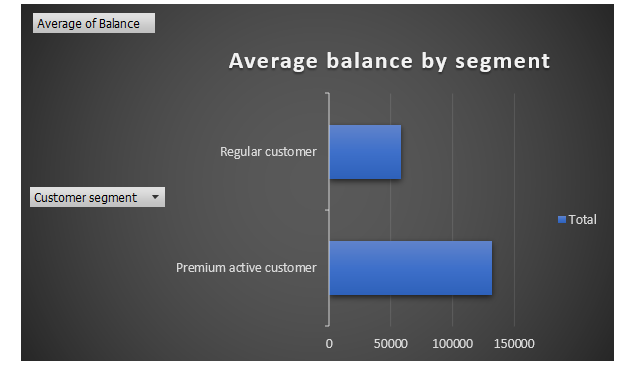 Average of Balance
Average balance by segment
Regular customer
Customer segment
Total
Premium active customer
0 50000 100000 150000